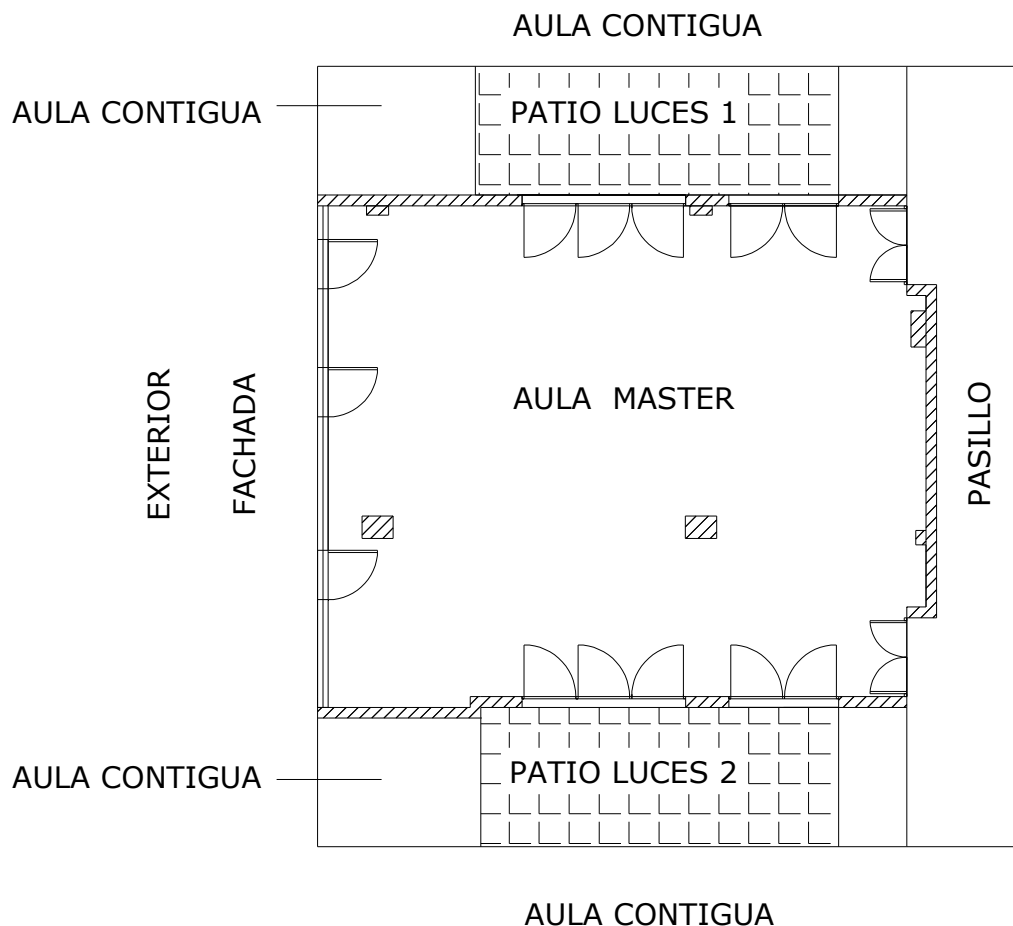 AULA CONTIGUA
AULA CONTIGUA
PATIO LUCES 1
EXTERIOR
FACHADA
AULA MASTER
PASILLO
AULA CONTIGUA
PATIO LUCES 2
AULA CONTIGUA